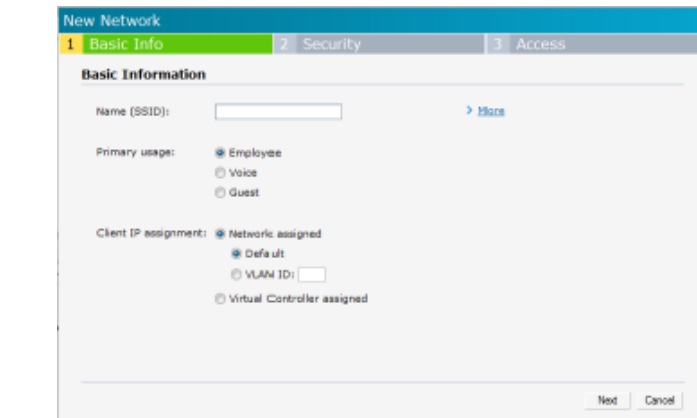 New Network
1 Basic Info 2 Security 3 Access
Basic Information
Name (SSID): > More
Primary usage: Employee
Voice
Guest
Client IP assignment: Network assigned
Default
VLAN ID:
Virtual Controller assigned
Next Cancel